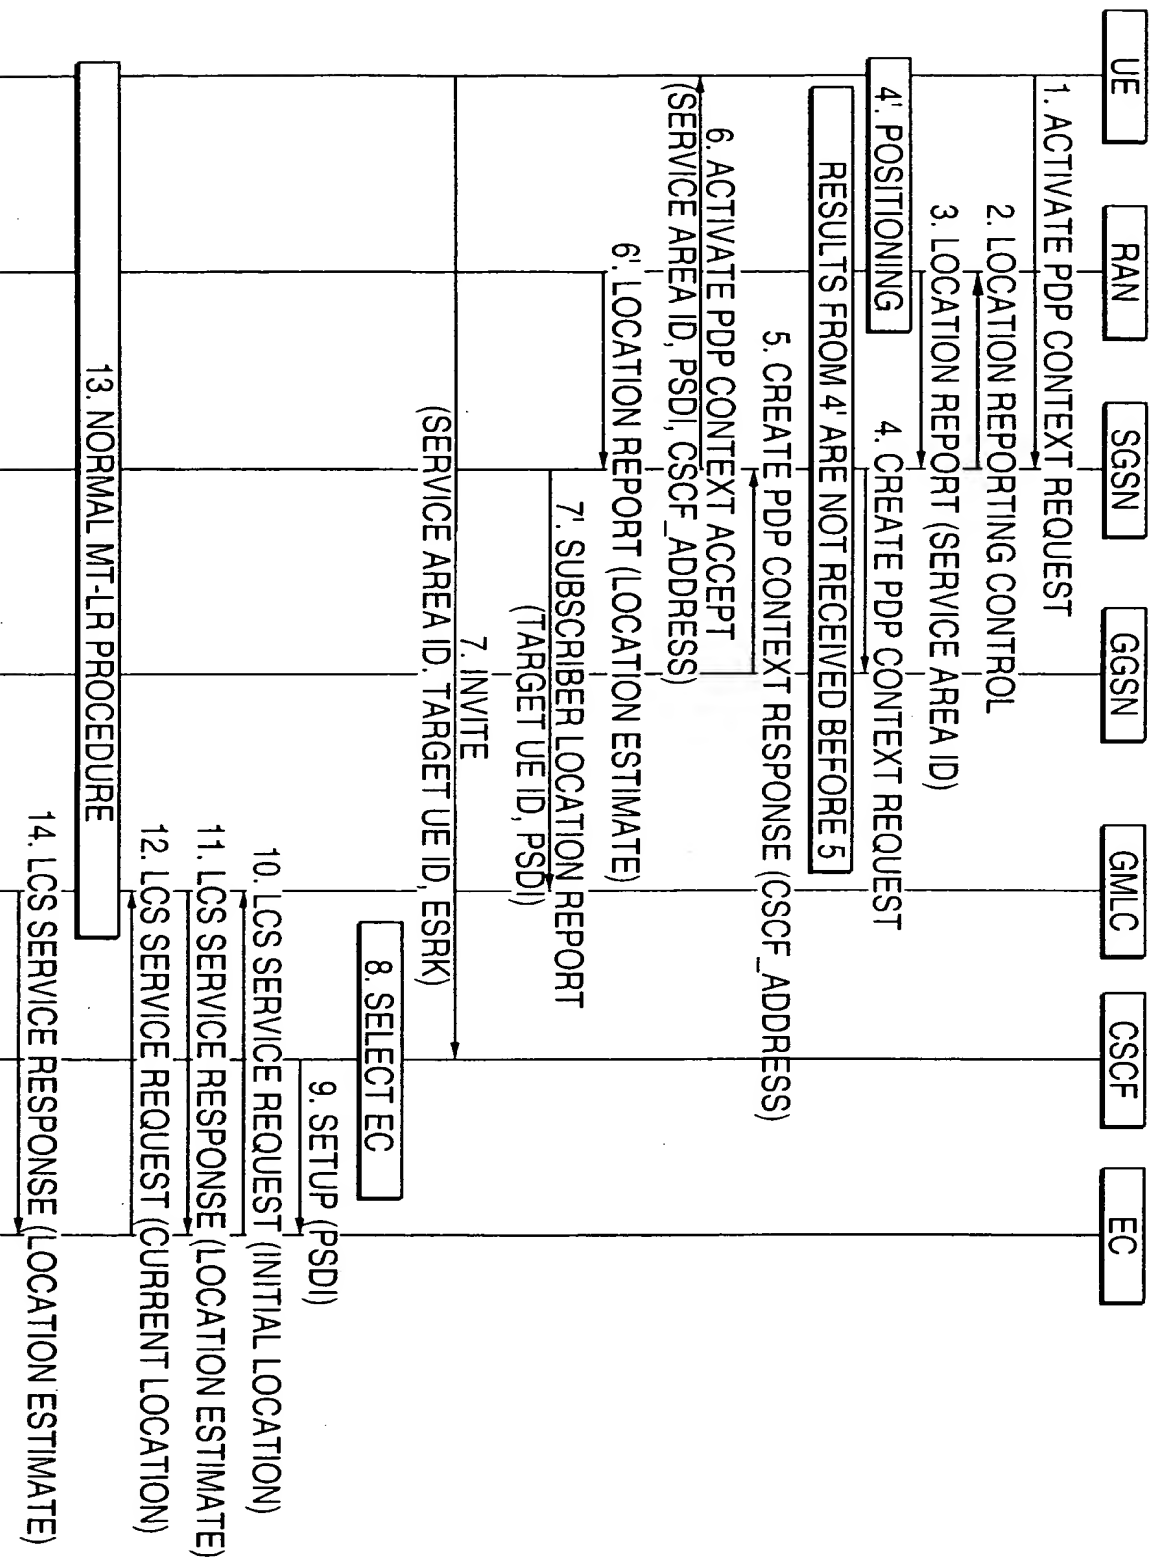 UE
RAN
SGSN
GGSN
GMLC
CSCF
EC
1. ACTIVATE PDP CONTEXT REQUEST
2. LOCATION REPORTING CONTROL
3. LOCATION REPORT (SERVICE AREA ID)
4'. POSITIONING
4. CREATE PDP CONTEXT REQUEST
RESULTS FROM 4' ARE NOT RECEIVED BEFORE 5
5. CREATE PDP CONTEXT RESPONSE (CSCF_ADDRESS)
6. ACTIVATE PDP CONTEXT ACCEPT
(SERVICE AREA ID, PSDI, CSCF_ADDRESS)
6'. LOCATION REPORT (LOCATION ESTIMATE)
7'. SUBSCRIBER LOCATION REPORT
(TARGET UE ID, PSDI)
7. INVITE
(SERVICE AREA ID, TARGET UE ID, ESRK)
8. SELECT EC
9. SETUP (PSDI)
10. LCS SERVICE REQUEST (INITIAL LOCATION)
11. LCS SERVICE RESPONSE (LOCATION ESTIMATE)
12. LCS SERVICE REQUEST (CURRENT LOCATION)
13. NORMAL MT-LR PROCEDURE
14. LCS SERVICE RESPONSE (LOCATION ESTIMATE)